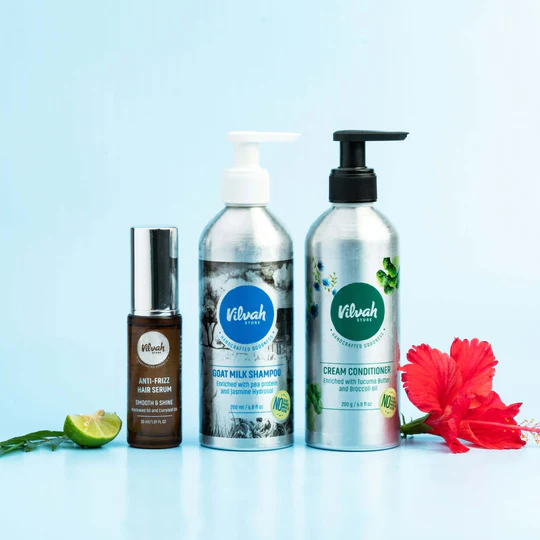 Vilvah
STORE
ANTI-FRIZZ
HAIR SERUM
SMOOTH & SHINE
Vilvah
STORE
HANDCRAFTED GOODNESS
GOAT MILK SHAMPOO
Enriched with pea protein
and Jasmine Hydrosol
200 ml / 6.8 fl oz
NO
Vilvah
STORE
HANDCRAFTED GOODNESS
CREAM CONDITIONER
Enriched with Tucuma Butter
and Broccoli oil
200 g / 6.8 fl oz
NO